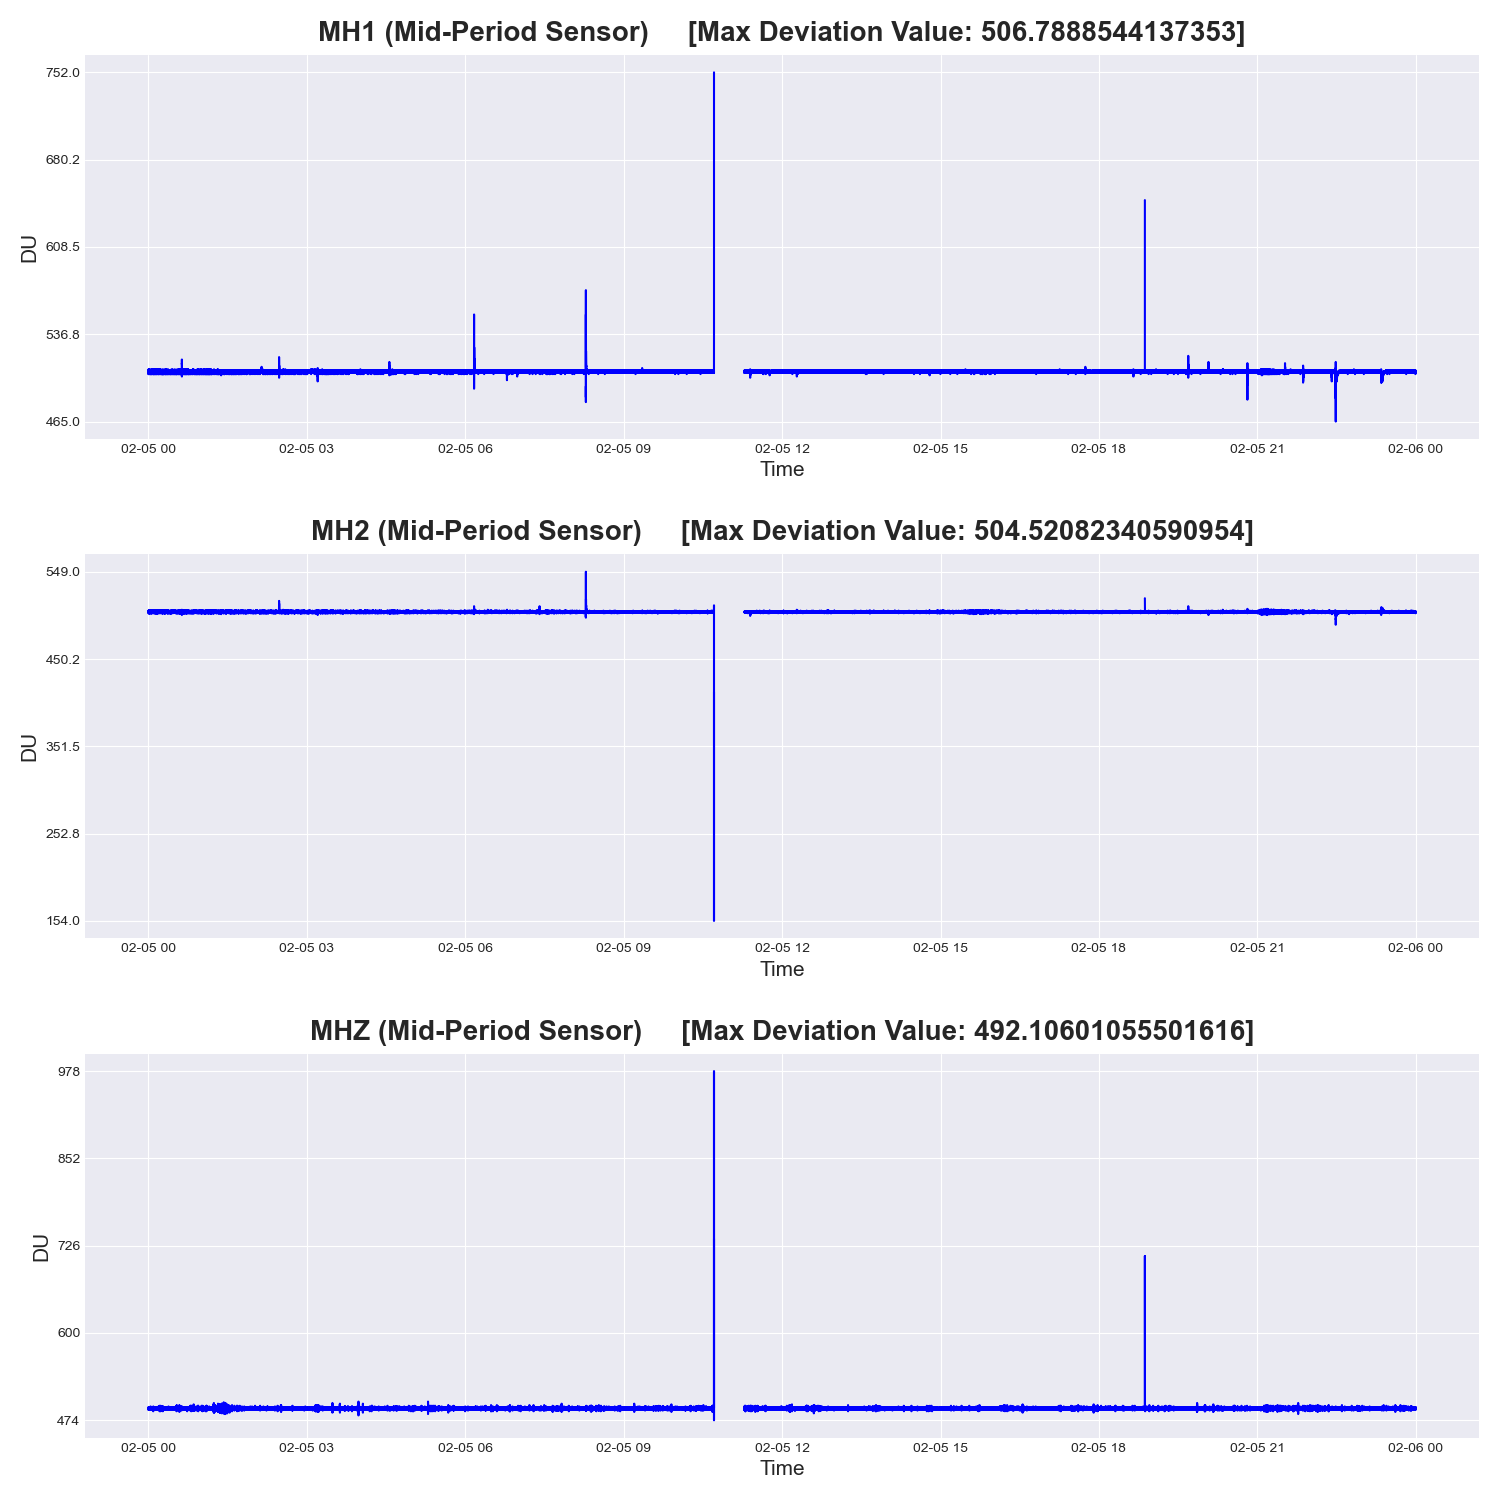 MH1 (Mid-Period Sensor) [Max Deviation Value: 506.7888544137353]
752.0
680.2
608.5
536.8
465.0
DU
02-05 00 02-05 03 02-05 06 02-05 09 02-05 12 02-05 15 02-05 18 02-05 21 02-06 00
Time
MH2 (Mid-Period Sensor) [Max Deviation Value: 504.52082340590954]
549.0
450.2
351.5
252.8
154.0
DU
02-05 00 02-05 03 02-05 06 02-05 09 02-05 12 02-05 15 02-05 18 02-05 21 02-06 00
Time
MHZ (Mid-Period Sensor) [Max Deviation Value: 492.10601055501616]
978
852
726
600
474
DU
02-05 00 02-05 03 02-05 06 02-05 09 02-05 12 02-05 15 02-05 18 02-05 21 02-06 00
Time